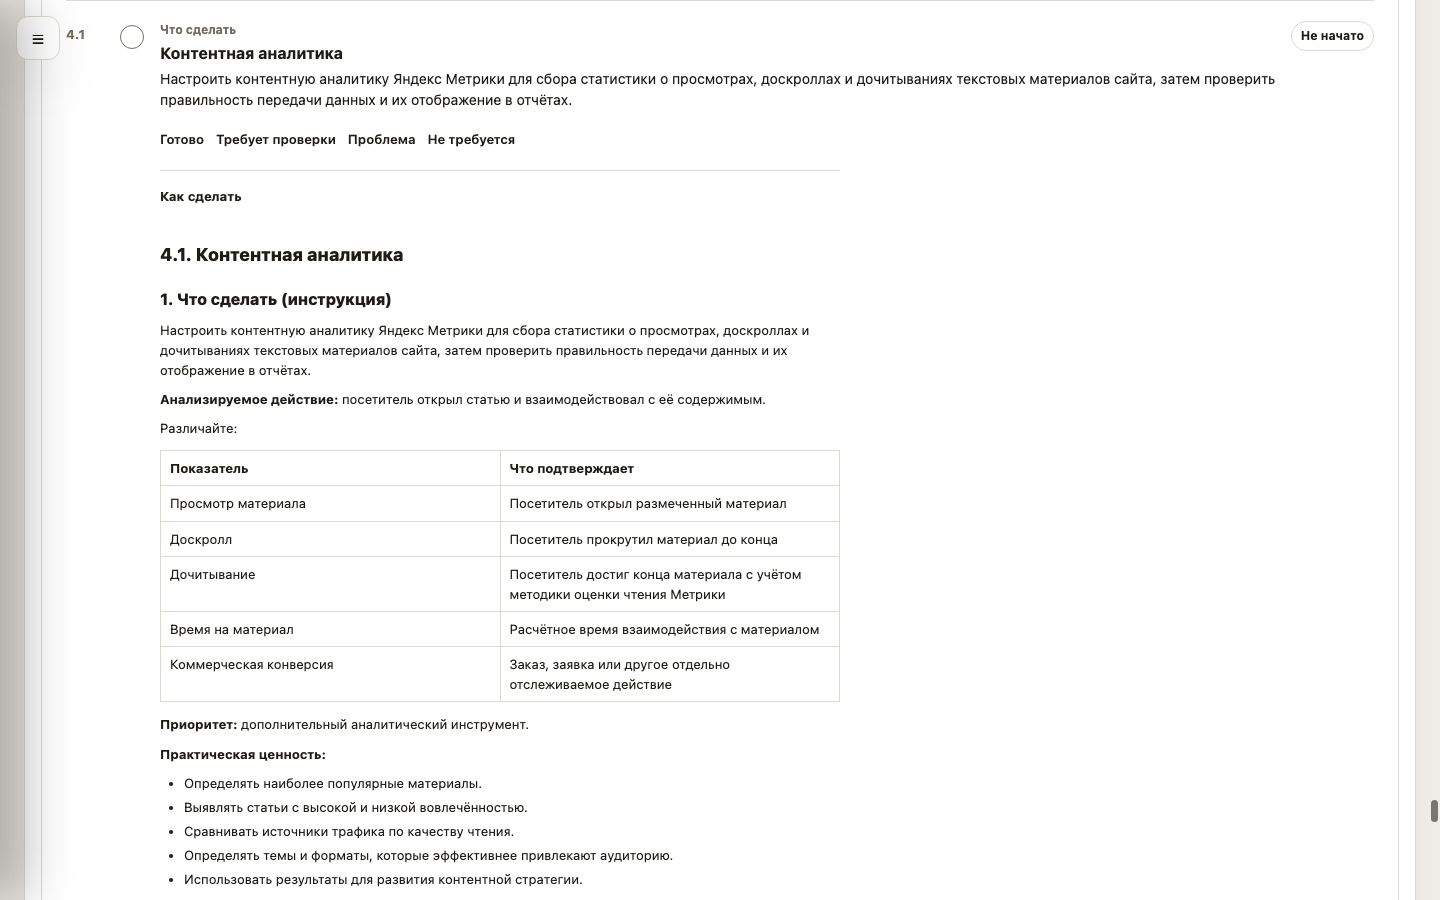 4.1
Что сделать
Не начато
Контентная аналитика
Настроить контентную аналитику Яндекс Метрики для сбора статистики о просмотрах, доскроллах и дочитываниях текстовых материалов сайта, затем проверить
правильность передачи данных и их отображение в отчётах.
Готово Требует проверки Проблема Не требуется
Как сделать
4.1. Контентная аналитика
1. Что сделать (инструкция)
Настроить контентную аналитику Яндекс Метрики для сбора статистики о просмотрах, доскроллах и
дочитываниях текстовых материалов сайта, затем проверить правильность передачи данных и их
отображение в отчётах.
Анализируемое действие: посетитель открыл статью и взаимодействовал с её содержимым.
Различайте:
Показатель Что подтверждает
Просмотр материала Посетитель открыл размеченный материал
Доскролл Посетитель прокрутил материал до конца
Дочитывание Посетитель достиг конца материала с учётом
методики оценки чтения Метрики
Время на материал Расчётное время взаимодействия с материалом
Коммерческая конверсия Заказ, заявка или другое отдельно
отслеживаемое действие
Приоритет: дополнительный аналитический инструмент.
Практическая ценность:
• Определять наиболее популярные материалы.
• Выявлять статьи с высокой и низкой вовлечённостью.
• Сравнивать источники трафика по качеству чтения.
• Определять темы и форматы, которые эффективнее привлекают аудиторию.
• Использовать результаты для развития контентной стратегии.